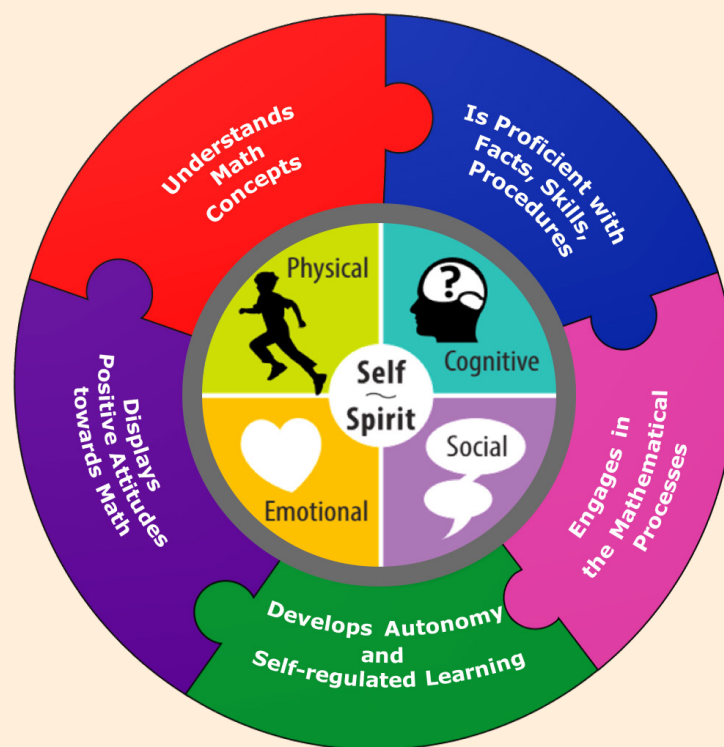 Understands
Math
Concepts
Is Proficient with
Facts, Skills,
Procedures
Engages in
the Mathematical
Processes
Develops Autonomy
and
Self-regulated Learning
Displays
Positive Attitudes
towards Math
Physical
?
Cognitive
Self
~
Spirit
Emotional
Social